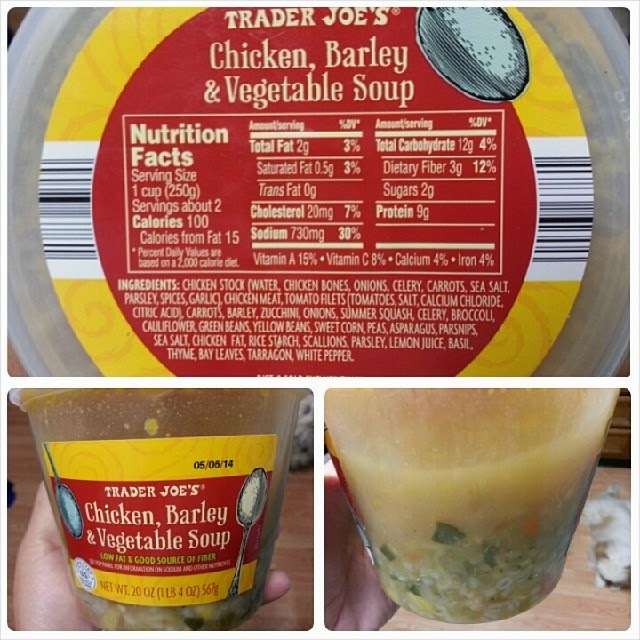 TRADER JOE'S®
Chicken, Barley
& Vegetable Soup
Nutrition
Facts
Serving Size
1 cup (250g)
Servings about 2
Calories 100
Calories from Fat 15
* Percent Daily Values are
based on a 2,000 calorie diet.
Amount/serving %DV*
Total Fat 2g 3%
Saturated Fat 0.5g 3%
Trans Fat 0g
Cholesterol 20mg 7%
Sodium 730mg 30%
Amount/serving %DV*
Total Carbohydrate 12g 4%
Dietary Fiber 3g 12%
Sugars 2g
Protein 9g
Vitamin A 15% • Vitamin C 8% • Calcium 4% • Iron 4%
INGREDIENTS: CHICKEN STOCK (WATER, CHICKEN BONES, ONIONS, CELERY, CARROTS, SEA SALT,
PARSLEY, SPICES, GARLIC), CHICKEN MEAT, TOMATO FILETS (TOMATOES, SALT, CALCIUM CHLORIDE,
CITRIC ACID), CARROTS, BARLEY, ZUCCHINI, ONIONS, SUMMER SQUASH, CELERY, BROCCOLI,
CAULIFLOWER, GREEN BEANS, YELLOW BEANS, SWEET CORN, PEAS, ASPARAGUS, PARSNIPS,
SEA SALT, CHICKEN FAT, RICE STARCH, SCALLIONS, PARSLEY, LEMON JUICE, BASIL,
THYME, BAY LEAVES, TARRAGON, WHITE PEPPER.
05/06/14
TRADER JOE'S®
Chicken, Barley
& Vegetable Soup
LOW FAT & GOOD SOURCE OF FIBER
FOR INFORMATION ON SODIUM AND OTHER NUTRIENTS
NET WT. 20 OZ (1 LB 4 OZ) 567g